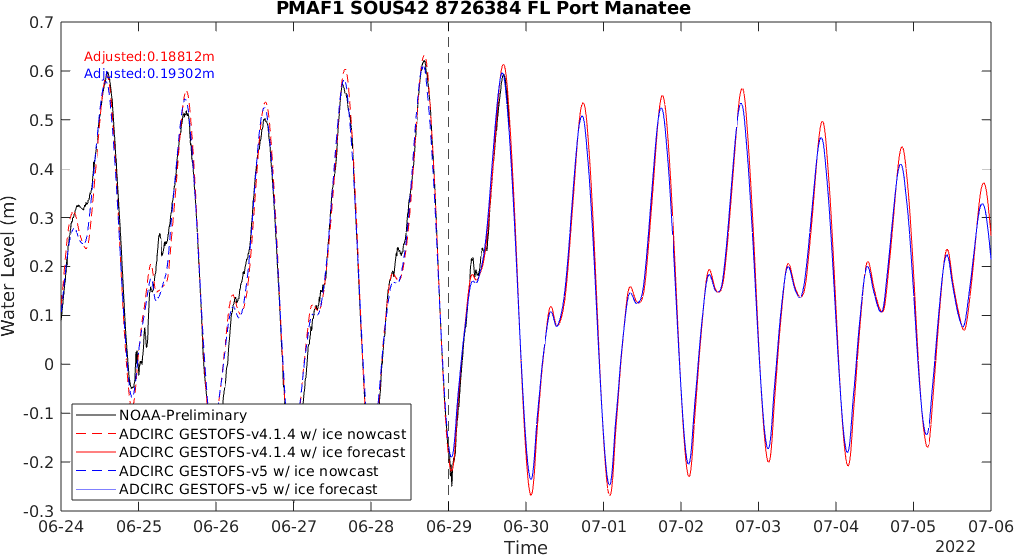 PMAF1 SOUS42 8726384 FL Port Manatee
Adjusted:0.18812m
Adjusted:0.19302m
Water Level (m)
0.7
0.6
0.5
0.4
0.3
0.2
0.1
0
-0.1
-0.2
-0.3
NOAA-Preliminary
ADCIRC GESTOFS-v4.1.4 w/ ice nowcast
ADCIRC GESTOFS-v4.1.4 w/ ice forecast
ADCIRC GESTOFS-v5 w/ ice nowcast
ADCIRC GESTOFS-v5 w/ ice forecast
06-24 06-25 06-26 06-27 06-28 06-29 06-30 07-01 07-02 07-03 07-04 07-05 07-06
Time
2022